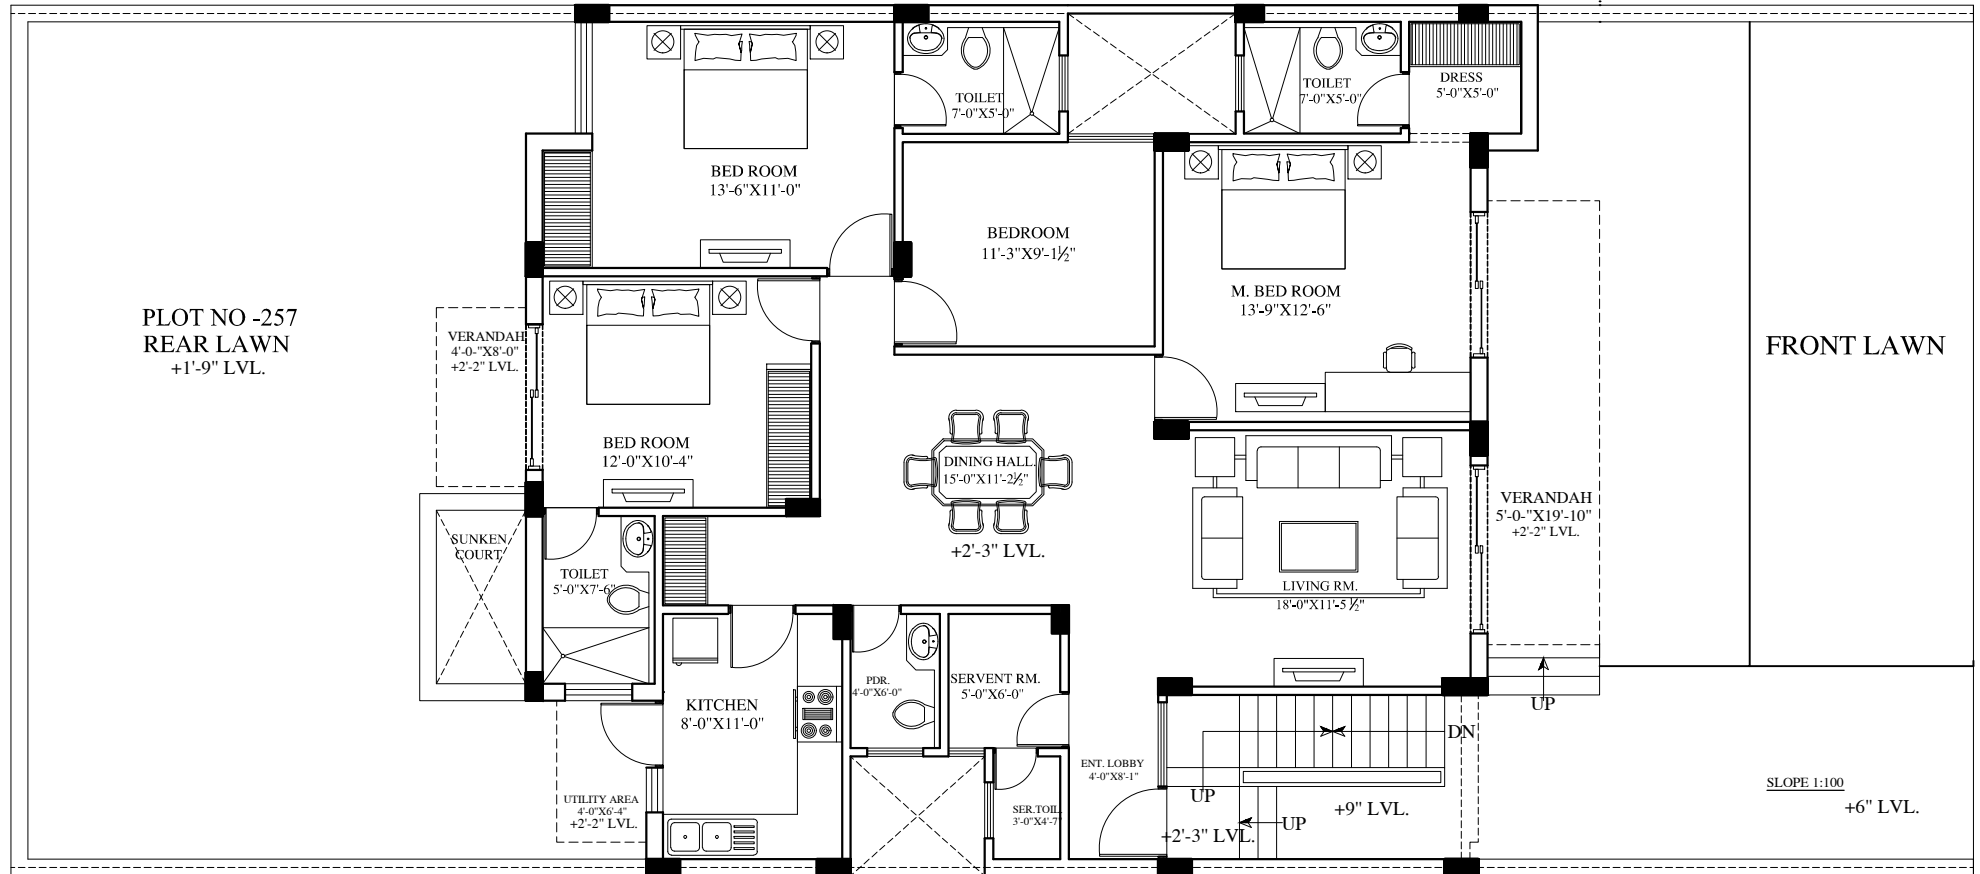 TOILET
7'-0"X5'-0"
TOILET
7'-0"X5'-0"
DRESS
5'-0"X5'-0"
BED ROOM
13'-6"X11'-0"
BEDROOM
11'-3"X9'-1½"
M. BED ROOM
13'-9"X12'-6"
PLOT NO -257
REAR LAWN
+1'-9" LVL.
VERANDAH
4'-0-"X8'-0"
+2'-2" LVL.
FRONT LAWN
BED ROOM
12'-0"X10'-4"
DINING HALL.
15'-0"X11'-2½"
+2'-3" LVL.
VERANDAH
5'-0-"X19'-10"
+2'-2" LVL.
SUNKEN
COURT
TOILET
5'-0"X7'-6"
LIVING RM.
18'-0"X11'-5½"
KITCHEN
8'-0"X11'-0"
PDR.
4'-0"X6'-0"
SERVENT RM.
5'-0"X6'-0"
UP
DN
ENT. LOBBY
4'-0"X8'-1"
UTILITY AREA
4'-0"X6'-4"
+2'-2" LVL.
SER.TOIL.
3'-0"X4'-7"
UP
UP
+2'-3" LVL.
+9" LVL.
SLOPE 1:100
+6" LVL.